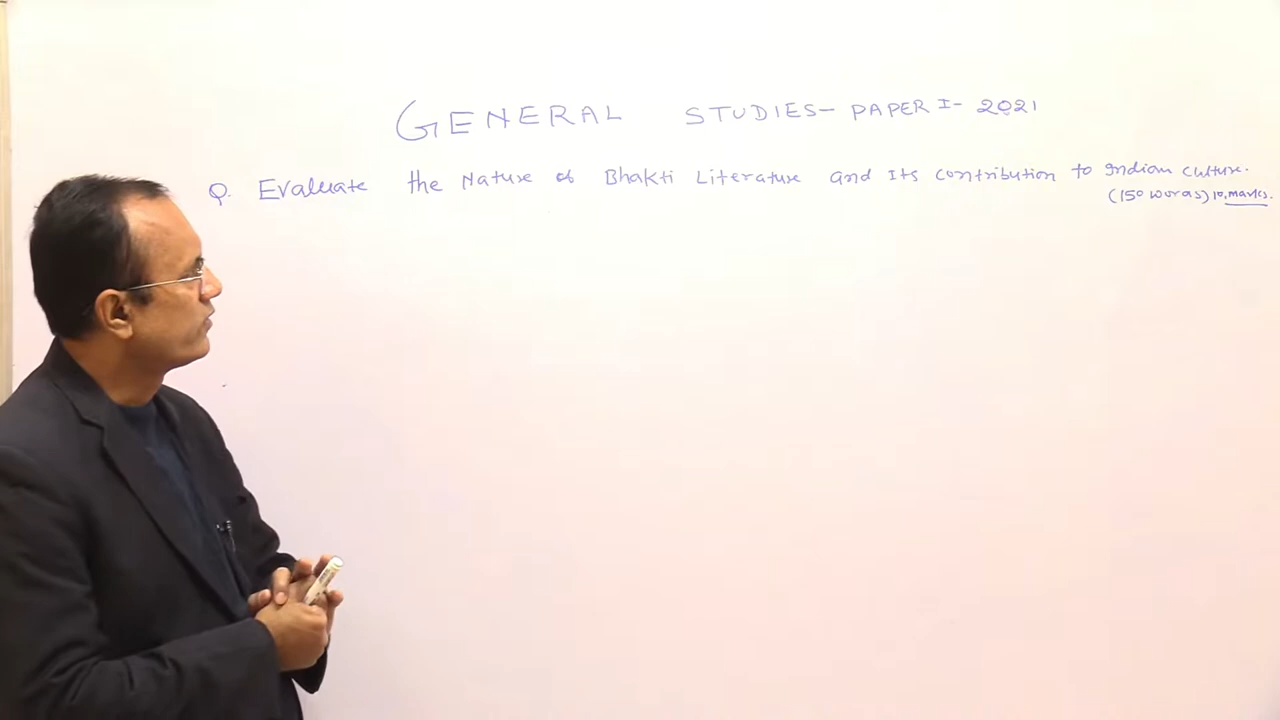 GENERAL STUDIES- PAPER I- 2021
Q. Evaluate the Nature of Bhakti Literature and Its contribution to Indian culture.
(150 words) 10, marks.